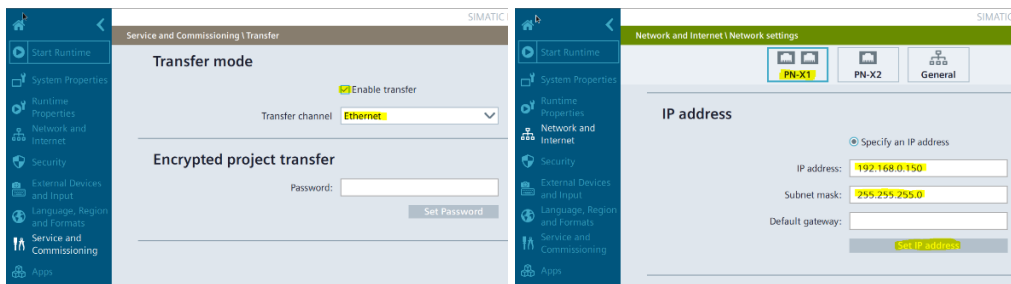 SIMATIC
Service and Commissioning \ Transfer
Start Runtime
System Properties
Runtime
Properties
Network and
Internet
Security
External Devices
and Input
Language, Region
and Formats
Service and
Commissioning
Apps
Transfer mode
Enable transfer
Transfer channel Ethernet
Encrypted project transfer
Password:
Set Password
SIMATIC
Network and Internet \ Network settings
Start Runtime
System Properties
Runtime
Properties
Network and
Internet
Security
External Devices
and Input
Language, Region
and Formats
Service and
Commissioning
Apps
PN-X1 PN-X2 General
IP address
Specify an IP address
IP address: 192.168.0.150
Subnet mask: 255.255.255.0
Default gateway:
Set IP address